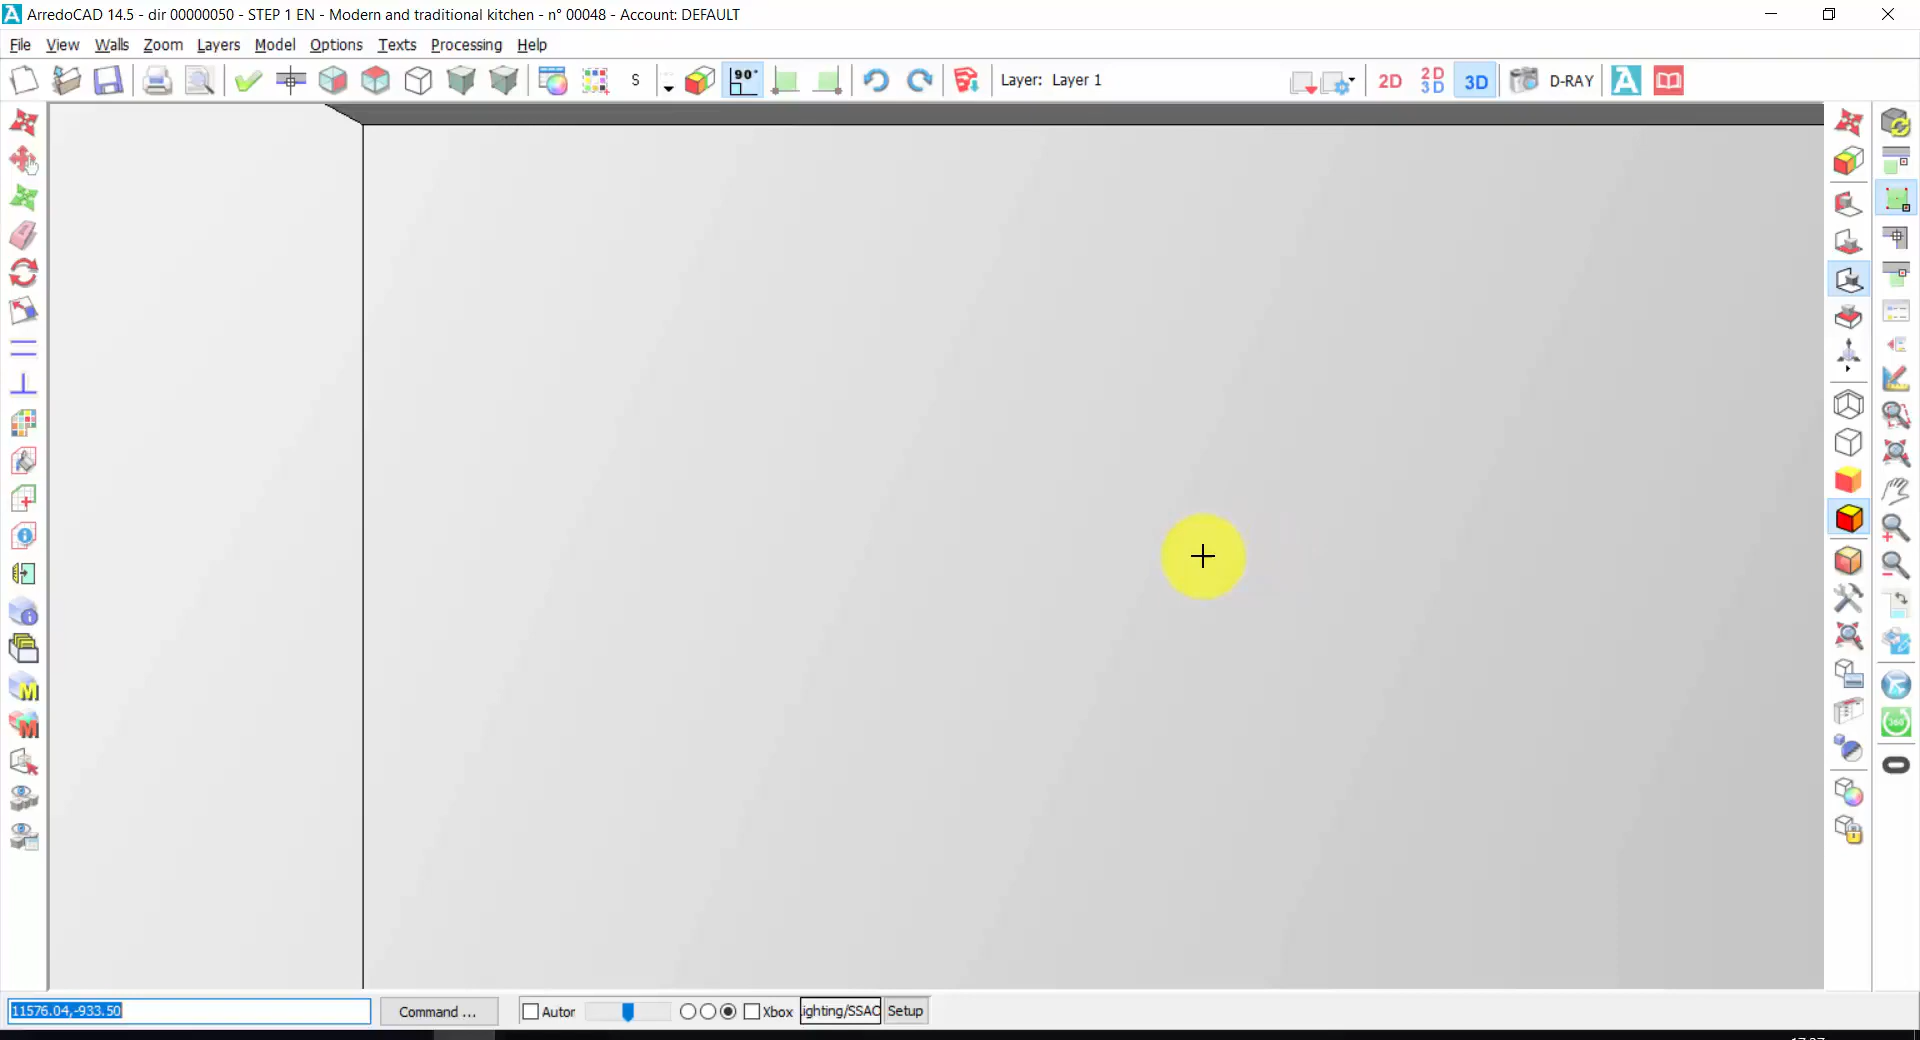 ArredoCAD 14.5 - dir 00000050 - STEP 1 EN - Modern and traditional kitchen - n° 00048 - Account: DEFAULT
File View Walls Zoom Layers Model Options Texts Processing Help
S 90° Layer: Layer 1 2D 2D 3D 3D D-RAY A
M
M
360°
11576.04,-933.50 Command ... Autor Xbox ighting/SSAO Setup